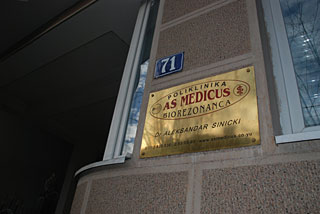 71
POLIKLINIKA
AS MEDICUS
BIOREZONANCA
Dr ALEKSANDAR SINICKI